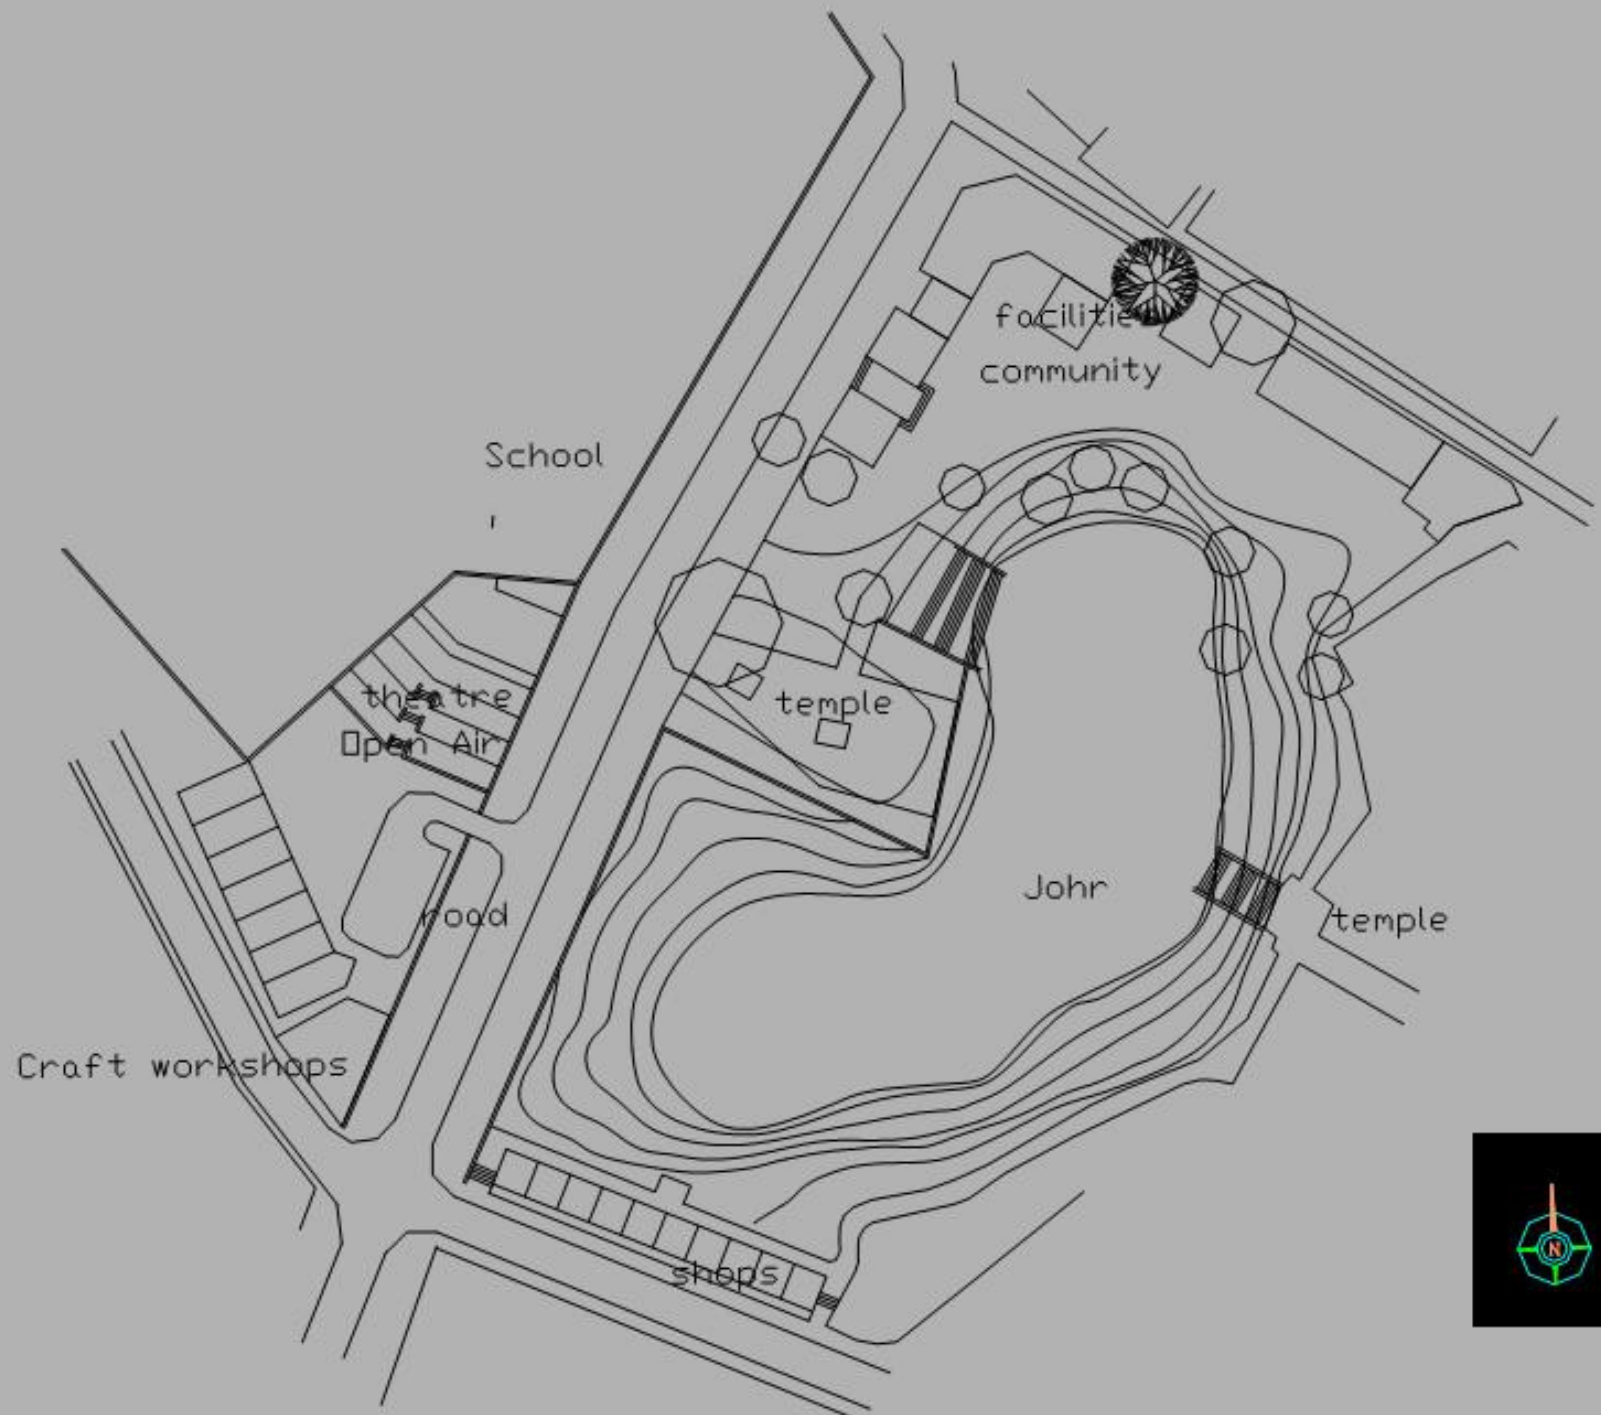 facilities
community
School
theatre
Open Air
temple
Johr
road
temple
Craft workshops
shops
N